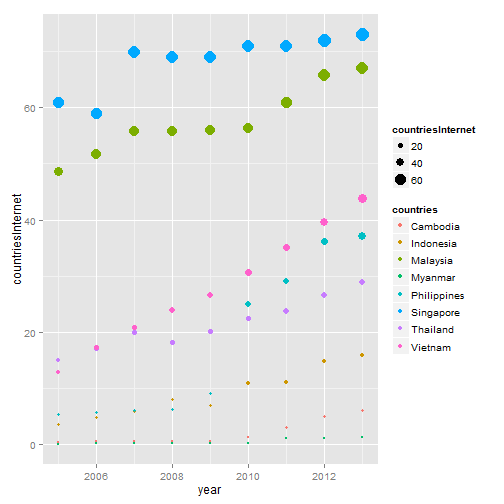 countriesInternet
60
40
20
0
2006
2008
2010
2012
year
countriesInternet
20
40
60
countries
Cambodia
Indonesia
Malaysia
Myanmar
Philippines
Singapore
Thailand
Vietnam